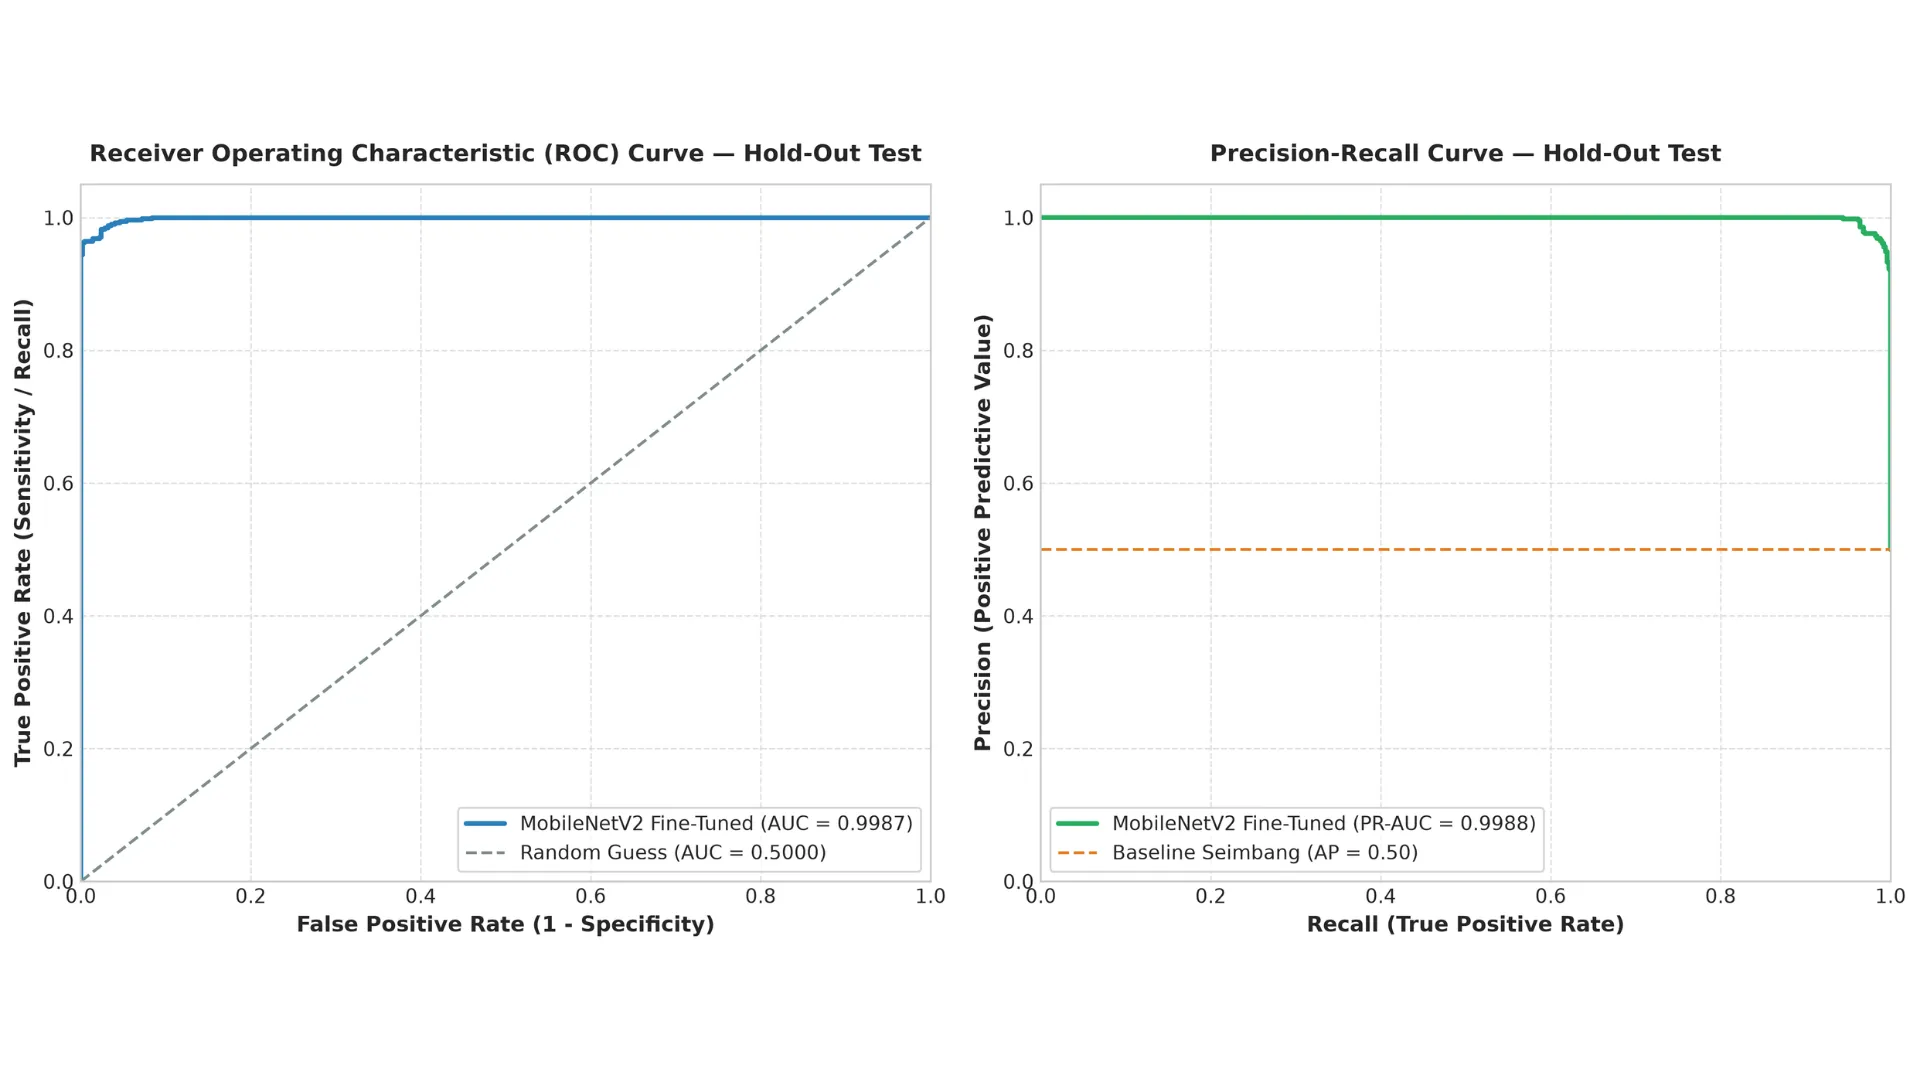 Receiver Operating Characteristic (ROC) Curve — Hold-Out Test
True Positive Rate (Sensitivity / Recall)
1.0
0.8
0.6
0.4
0.2
0.0
0.0 0.2 0.4 0.6 0.8 1.0
MobileNetV2 Fine-Tuned (AUC = 0.9987)
Random Guess (AUC = 0.5000)
False Positive Rate (1 - Specificity)
Precision-Recall Curve — Hold-Out Test
Precision (Positive Predictive Value)
1.0
0.8
0.6
0.4
0.2
0.0
0.0 0.2 0.4 0.6 0.8 1.0
MobileNetV2 Fine-Tuned (PR-AUC = 0.9988)
Baseline Seimbang (AP = 0.50)
Recall (True Positive Rate)